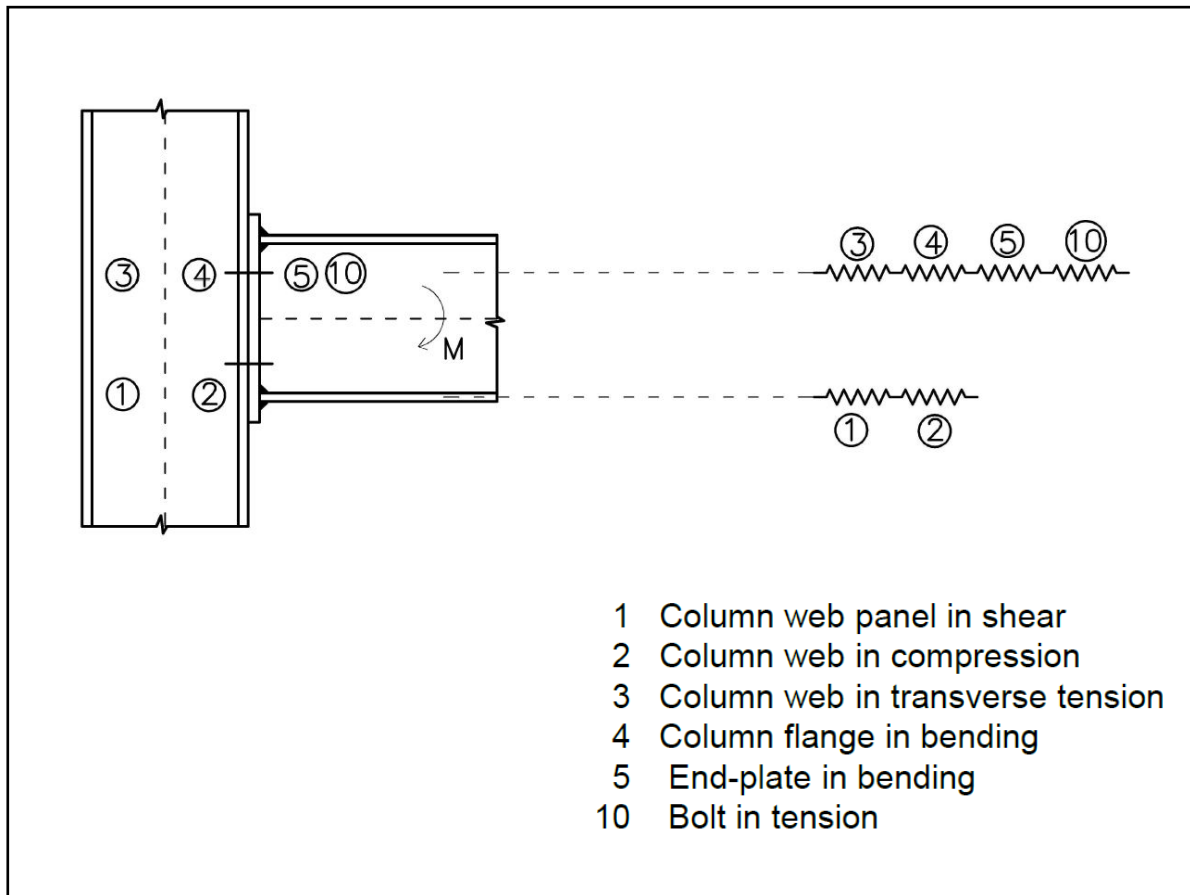 ③ ④ ⑤ ⑩
③ ④ ⑤ ⑩
M
① ②
① ②
1 Column web panel in shear
2 Column web in compression
3 Column web in transverse tension
4 Column flange in bending
5 End-plate in bending
10 Bolt in tension